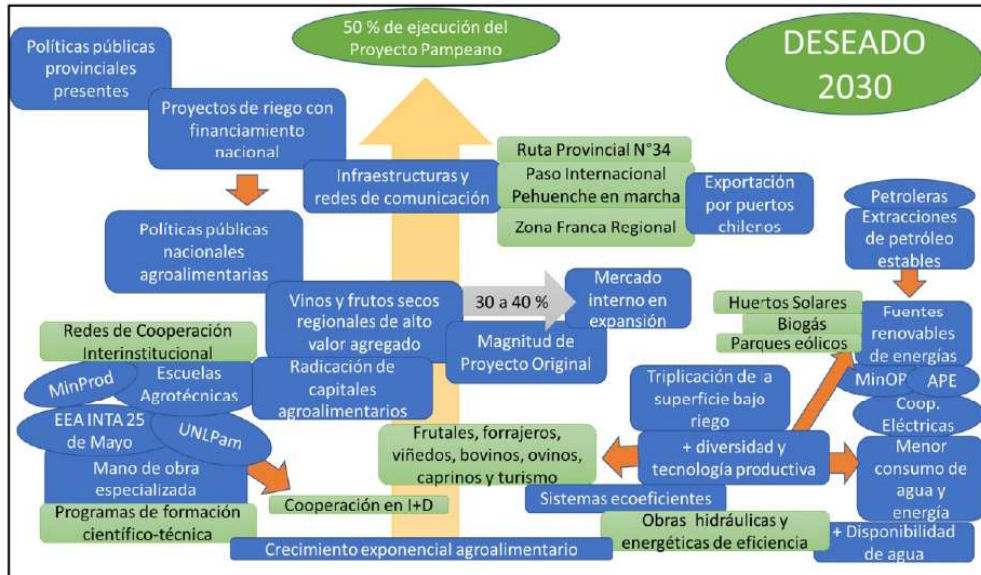 Políticas públicas
provinciales
presentes
50 % de ejecución del
Proyecto Pampeano
DESEADO
2030
Proyectos de riego con
financiamiento
nacional
Infraestructuras y
redes de comunicación
Ruta Provincial N°34
Paso Internacional
Pehuenche en marcha
Zona Franca Regional
Exportación
por puertos
chilenos
Petroleras
Extracciones
de petróleo
estables
Políticas públicas
nacionales
agroalimentarias
Vinos y frutos secos
regionales de alto
valor agregado
30 a 40 %
Mercado
interno en
expansión
Magnitud de
Proyecto Original
Huertos Solares
Biogás
Parques eólicos
Fuentes
renovables
de energías
Redes de Cooperación
Interinstitucional
MinProd
Escuelas
Agrotécnicas
Radicación de
capitales
agroalimentarios
Triplicación de la
superficie bajo
riego
APE
Coop.
Eléctricas
EEA INTA 25
de Mayo
UNLPam
Frutales, forrajeros,
viñedos, bovinos, ovinos,
caprinos y turismo
+ diversidad y
tecnología productiva
Menor
consumo de
agua y
energía
Mano de obra
especializada
Programas de formación
científico-técnica
Cooperación en I+D
Sistemas ecoeficientes
Obras hidráulicas y
energéticas de eficiencia
+ Disponibilidad
de agua
Crecimiento exponencial agroalimentario